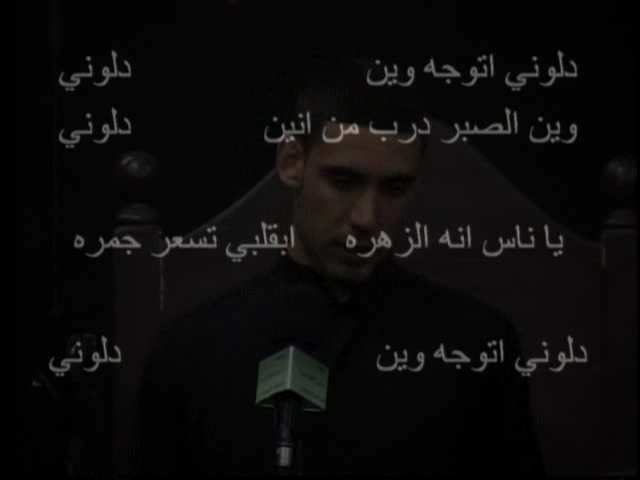 دلوني اتوجه وين دلوني
وين الصبر درب من انين دلوني
يا ناس انه الزهره ابقلبي تسعر جمره
دلوني اتوجه وين دلوني